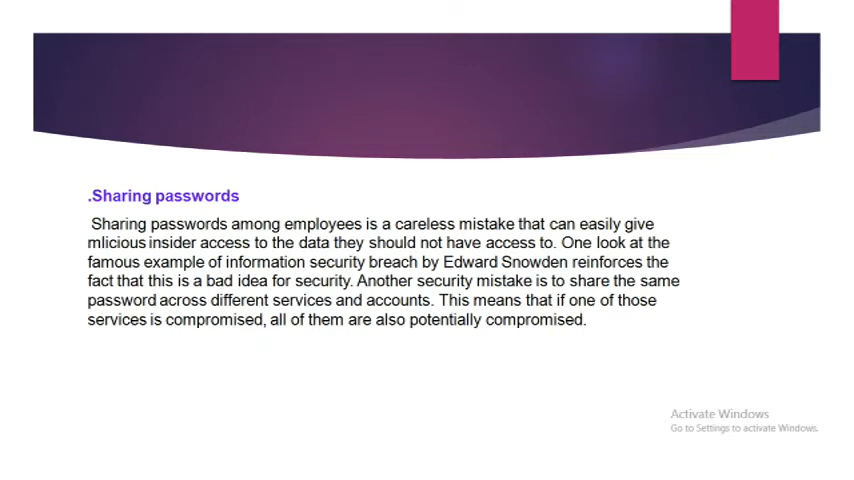 .Sharing passwords
Sharing passwords among employees is a careless mistake that can easily give
mlicious insider access to the data they should not have access to. One look at the
famous example of information security breach by Edward Snowden reinforces the
fact that this is a bad idea for security. Another security mistake is to share the same
password across different services and accounts. This means that if one of those
services is compromised, all of them are also potentially compromised.
Activate Windows
Go to Settings to activate Windows.